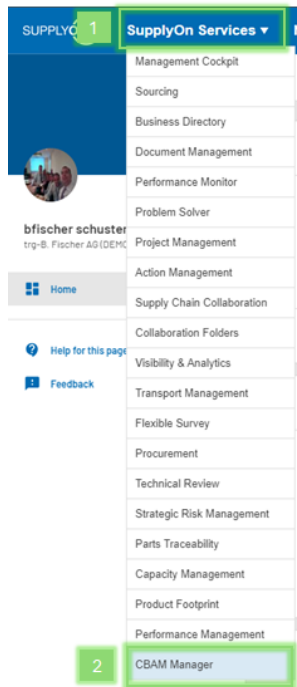 SUPPLY
1
SupplyOn Services ▼
Management Cockpit
Sourcing
Business Directory
Document Management
Performance Monitor
Problem Solver
bfischer schuster
trg-B. Fischer AG (DEMO
Project Management
Action Management
Home
Supply Chain Collaboration
Collaboration Folders
Help for this page
Visibility & Analytics
Feedback
Transport Management
Flexible Survey
Procurement
Technical Review
Strategic Risk Management
Parts Traceability
Capacity Management
Product Footprint
Performance Management
2
CBAM Manager